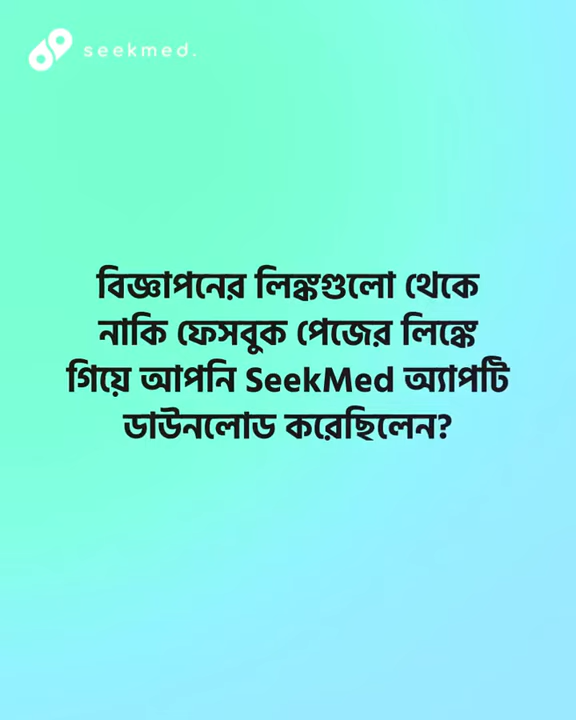 seekmed.
বিজ্ঞাপনের লিঙ্কগুলো থেকে
নাকি ফেসবুক পেজের লিঙ্কে
গিয়ে আপনি SeekMed অ্যাপটি
ডাউনলোড করেছিলেন?